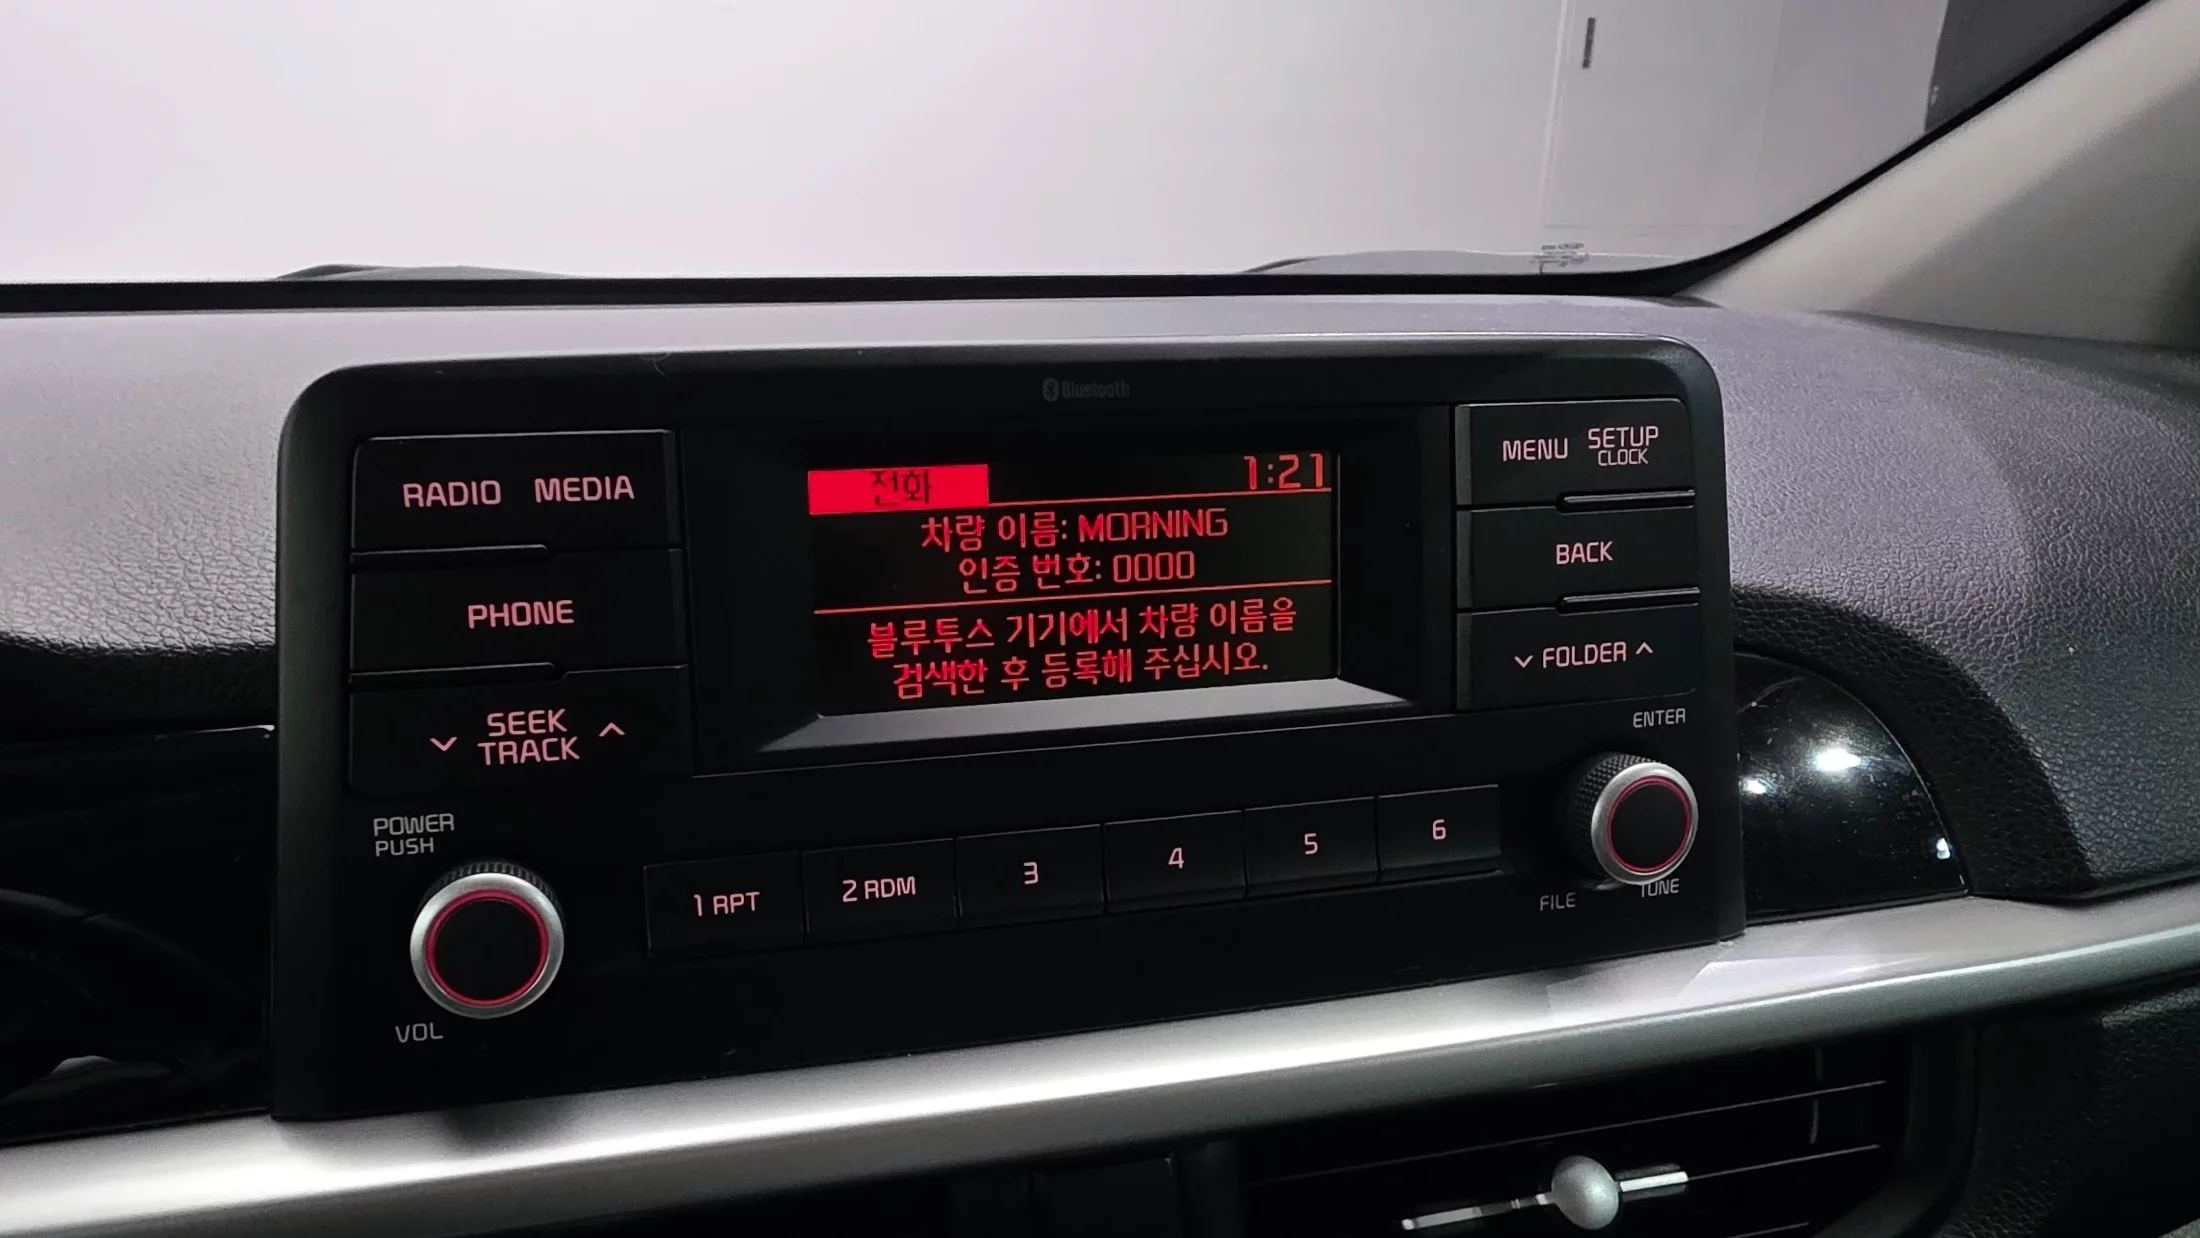 Bluetooth
RADIO MEDIA
PHONE
SEEK
TRACK
POWER
PUSH
VOL
전화 1:21
차량 이름: MORNING
인증 번호: 0000
블루투스 기기에서 차량 이름을
검색한 후 등록해 주십시오.
MENU SETUP
CLOCK
BACK
FOLDER
ENTER
FILE TUNE
1 RPT 2 RDM 3 4 5 6